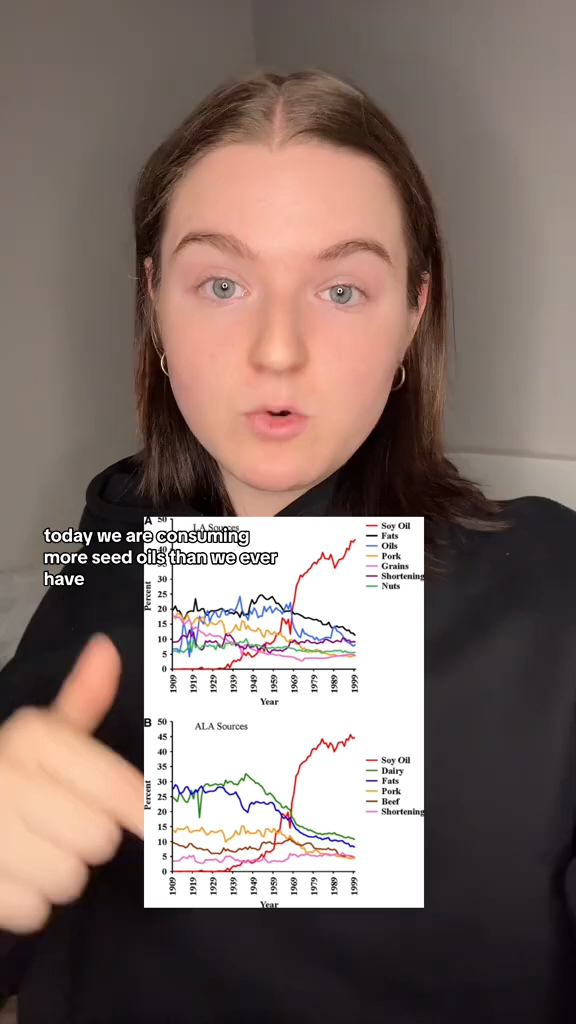 today we are consuming
more seed oils than we ever
have
A
LA Sources
50
30
25
20
15
10
5
0
Percent
1909 1919 1929 1939 1949 1959 1969 1979 1989 1999
Year
Soy Oil
Fats
Oils
Pork
Grains
Shortening
Nuts
B
ALA Sources
50
45
40
35
30
25
20
15
10
5
0
Percent
1909 1919 1929 1939 1949 1959 1969 1979 1989 1999
Year
Soy Oil
Dairy
Fats
Pork
Beef
Shortening